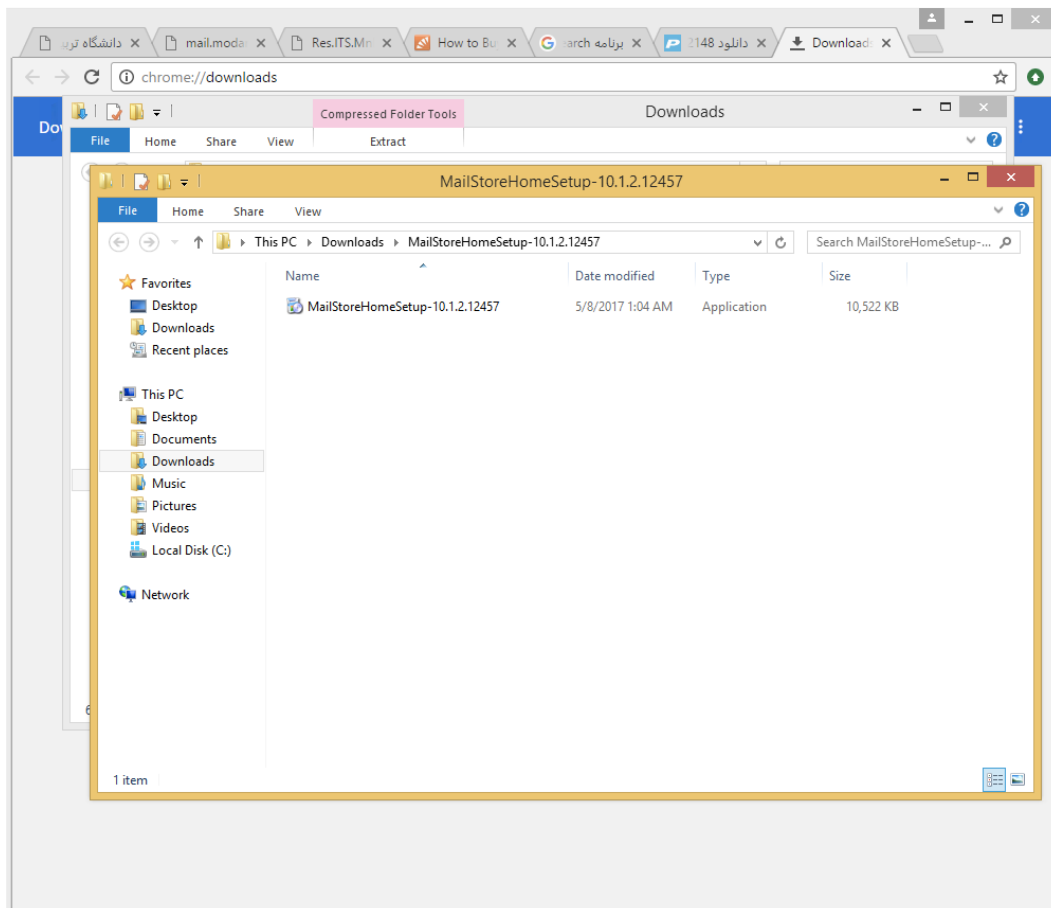 دانشگاه
mail.moda
Res.ITS.Mn
How to Bu
برنامه arch
دانلود 2148
Download
chrome://downloads
Compressed Folder Tools
Downloads
File Home Share View Extract
MailStoreHomeSetup-10.1.2.12457
File Home Share View
This PC Downloads MailStoreHomeSetup-10.1.2.12457
Search MailStoreHomeSetup-...
Name Date modified Type Size
MailStoreHomeSetup-10.1.2.12457 5/8/2017 1:04 AM Application 10,522 KB
Favorites
Desktop
Downloads
Recent places
This PC
Desktop
Documents
Downloads
Music
Pictures
Videos
Local Disk (C:)
Network
1 item